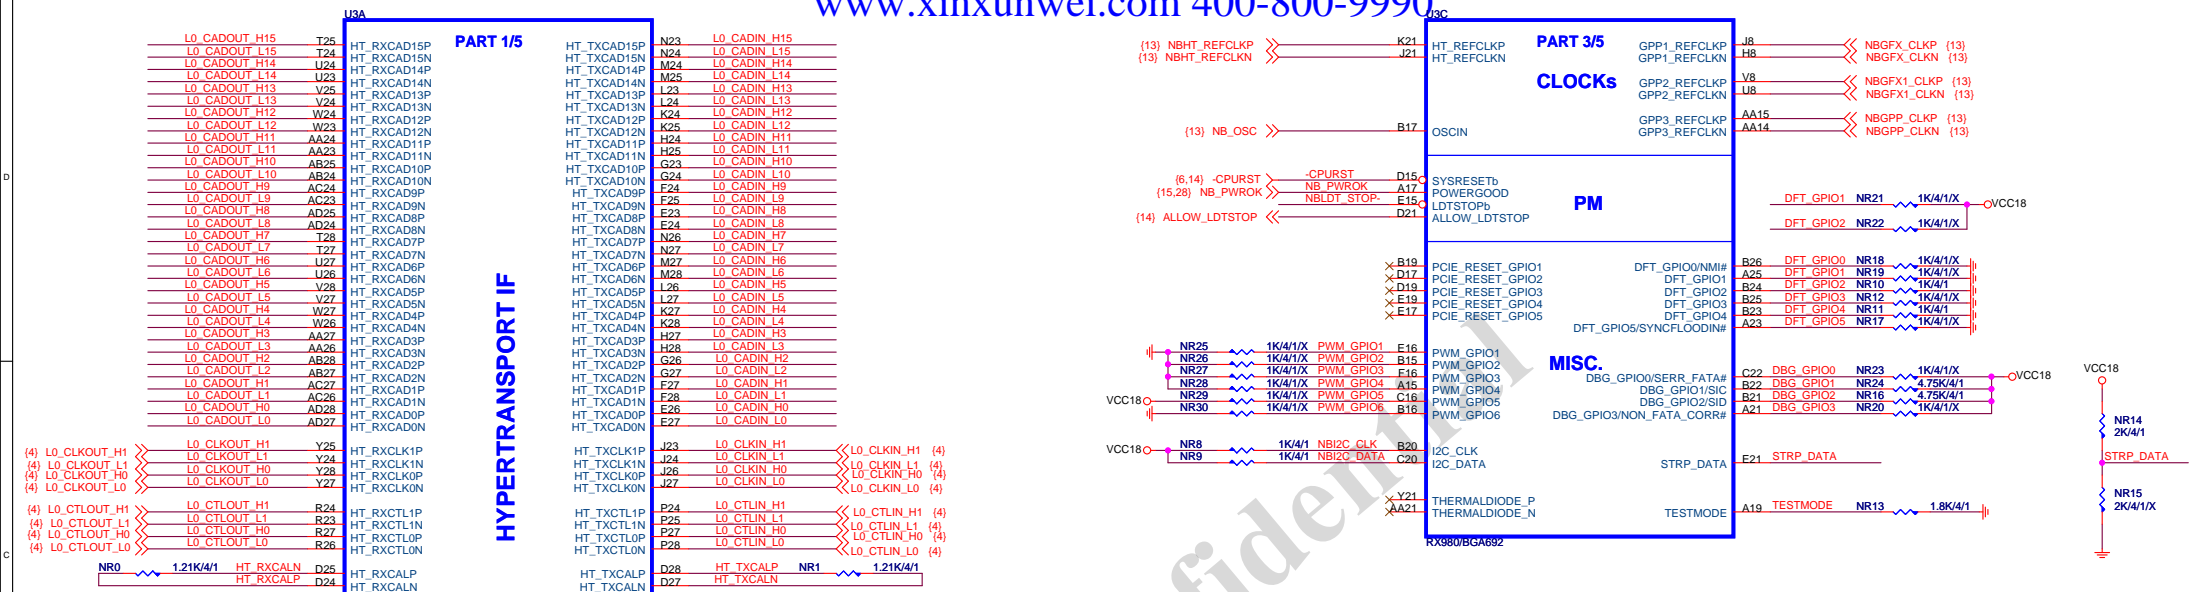 www.xinxunwei.com 400-800-9990
U3A
PART 1/5
HYPERTRANSPORT IF
L0_CADOUT_H15 T25 HT_RXCAD15P HT_TXCAD15P N23 L0_CADIN_H15
L0_CADOUT_L15 T24 HT_RXCAD15N HT_TXCAD15N N24 L0_CADIN_L15
L0_CADOUT_H14 U24 HT_RXCAD14P HT_TXCAD14P M24 L0_CADIN_H14
L0_CADOUT_L14 U23 HT_RXCAD14N HT_TXCAD14N M25 L0_CADIN_L14
L0_CADOUT_H13 V25 HT_RXCAD13P HT_TXCAD13P L23 L0_CADIN_H13
L0_CADOUT_L13 V24 HT_RXCAD13N HT_TXCAD13N L24 L0_CADIN_L13
L0_CADOUT_H12 W24 HT_RXCAD12P HT_TXCAD12P K24 L0_CADIN_H12
L0_CADOUT_L12 W23 HT_RXCAD12N HT_TXCAD12N K25 L0_CADIN_L12
L0_CADOUT_H11 AA24 HT_RXCAD11P HT_TXCAD11P H24 L0_CADIN_H11
L0_CADOUT_L11 AA23 HT_RXCAD11N HT_TXCAD11N H25 L0_CADIN_L11
L0_CADOUT_H10 AB25 HT_RXCAD10P HT_TXCAD10P G23 L0_CADIN_H10
L0_CADOUT_L10 AB24 HT_RXCAD10N HT_TXCAD10N G24 L0_CADIN_L10
L0_CADOUT_H9 AC24 HT_RXCAD9P HT_TXCAD9P F24 L0_CADIN_H9
L0_CADOUT_L9 AC23 HT_RXCAD9N HT_TXCAD9N F25 L0_CADIN_L9
L0_CADOUT_H8 AD25 HT_RXCAD8P HT_TXCAD8P E23 L0_CADIN_H8
L0_CADOUT_L8 AD24 HT_RXCAD8N HT_TXCAD8N E24 L0_CADIN_L8
L0_CADOUT_H7 T28 HT_RXCAD7P HT_TXCAD7P N26 L0_CADIN_H7
L0_CADOUT_L7 T27 HT_RXCAD7N HT_TXCAD7N N27 L0_CADIN_L7
L0_CADOUT_H6 U27 HT_RXCAD6P HT_TXCAD6P M27 L0_CADIN_H6
L0_CADOUT_L6 U26 HT_RXCAD6N HT_TXCAD6N M28 L0_CADIN_L6
L0_CADOUT_H5 V28 HT_RXCAD5P HT_TXCAD5P L26 L0_CADIN_H5
L0_CADOUT_L5 V27 HT_RXCAD5N HT_TXCAD5N L27 L0_CADIN_L5
L0_CADOUT_H4 W27 HT_RXCAD4P HT_TXCAD4P K27 L0_CADIN_H4
L0_CADOUT_L4 W26 HT_RXCAD4N HT_TXCAD4N K28 L0_CADIN_L4
L0_CADOUT_H3 AA27 HT_RXCAD3P HT_TXCAD3P H27 L0_CADIN_H3
L0_CADOUT_L3 AA26 HT_RXCAD3N HT_TXCAD3N H28 L0_CADIN_L3
L0_CADOUT_H2 AB28 HT_RXCAD2P HT_TXCAD2P G26 L0_CADIN_H2
L0_CADOUT_L2 AB27 HT_RXCAD2N HT_TXCAD2N G27 L0_CADIN_L2
L0_CADOUT_H1 AC27 HT_RXCAD1P HT_TXCAD1P F27 L0_CADIN_H1
L0_CADOUT_L1 AC26 HT_RXCAD1N HT_TXCAD1N F28 L0_CADIN_L1
L0_CADOUT_H0 AD28 HT_RXCAD0P HT_TXCAD0P E26 L0_CADIN_H0
L0_CADOUT_L0 AD27 HT_RXCAD0N HT_TXCAD0N E27 L0_CADIN_L0
{4} L0_CLKOUT_H1 L0_CLKOUT_H1 Y25 HT_RXCLK1P HT_TXCLK1P J23 L0_CLKIN_H1 L0_CLKIN_H1 {4}
{4} L0_CLKOUT_L1 L0_CLKOUT_L1 Y24 HT_RXCLK1N HT_TXCLK1N J24 L0_CLKIN_L1 L0_CLKIN_L1 {4}
{4} L0_CLKOUT_H0 L0_CLKOUT_H0 Y28 HT_RXCLK0P HT_TXCLK0P J26 L0_CLKIN_H0 L0_CLKIN_H0 {4}
{4} L0_CLKOUT_L0 L0_CLKOUT_L0 Y27 HT_RXCLK0N HT_TXCLK0N J27 L0_CLKIN_L0 L0_CLKIN_L0 {4}
{4} L0_CTLOUT_H1 L0_CTLOUT_H1 R24 HT_RXCTL1P HT_TXCTL1P P24 L0_CTLIN_H1 L0_CTLIN_H1 {4}
{4} L0_CTLOUT_L1 L0_CTLOUT_L1 R23 HT_RXCTL1N HT_TXCTL1N P25 L0_CTLIN_L1 L0_CTLIN_L1 {4}
{4} L0_CTLOUT_H0 L0_CTLOUT_H0 R27 HT_RXCTL0P HT_TXCTL0P P27 L0_CTLIN_H0 L0_CTLIN_H0 {4}
{4} L0_CTLOUT_L0 L0_CTLOUT_L0 R26 HT_RXCTL0N HT_TXCTL0N P28 L0_CTLIN_L0 L0_CTLIN_L0 {4}
NR0 1.21K/4/1 HT_RXCALN D25 HT_RXCALP HT_TXCALP D28 HT_TXCALP NR1 1.21K/4/1
HT_RXCALP D24 HT_RXCALN HT_TXCALN D27 HT_TXCALN
D
C
U3C
PART 3/5
CLOCKs
{13} NBHT_REFCLKP K21 HT_REFCLKP GPP1_REFCLKP J8 NBGFX_CLKP {13}
{13} NBHT_REFCLKN J21 HT_REFCLKN GPP1_REFCLKN H8 NBGFX_CLKN {13}
GPP2_REFCLKP V8 NBGFX1_CLKP {13}
GPP2_REFCLKN U8 NBGFX1_CLKN {13}
GPP3_REFCLKP AA15 NBGPP_CLKP {13}
{13} NB_OSC B17 OSCIN GPP3_REFCLKN AA14 NBGPP_CLKN {13}
{6,14} -CPURST -CPURST D15 SYSRESETb
{15,28} NB_PWROK NB_PWROK A17 POWERGOOD
NBLDT_STOP- E15 LDTSTOPb
{14} ALLOW_LDTSTOP D21 ALLOW_LDTSTOP
PM
DFT_GPIO1 NR21 1K/4/1/X VCC18
DFT_GPIO2 NR22 1K/4/1/X
B19 PCIE_RESET_GPIO1 DFT_GPIO0/NMI# B26 DFT_GPIO0 NR18 1K/4/1/X
D17 PCIE_RESET_GPIO2 DFT_GPIO1 A25 DFT_GPIO1 NR19 1K/4/1/X
D19 PCIE_RESET_GPIO3 DFT_GPIO2 B24 DFT_GPIO2 NR10 1K/4/1
E19 PCIE_RESET_GPIO4 DFT_GPIO3 B25 DFT_GPIO3 NR12 1K/4/1/X
E17 PCIE_RESET_GPIO5 DFT_GPIO4 B23 DFT_GPIO4 NR11 1K/4/1
DFT_GPIO5/SYNCFLOODIN# A23 DFT_GPIO5 NR17 1K/4/1/X
MISC.
NR25 1K/4/1/X PWM_GPIO1 E16 PWM_GPIO1
NR26 1K/4/1/X PWM_GPIO2 B15 PWM_GPIO2
NR27 1K/4/1/X PWM_GPIO3 F16 PWM_GPIO3 DBG_GPIO0/SERR_FATA# C22 DBG_GPIO0 NR23 1K/4/1/X VCC18
NR28 1K/4/1/X PWM_GPIO4 A15 PWM_GPIO4 DBG_GPIO1/SIC B22 DBG_GPIO1 NR24 4.75K/4/1
VCC18 NR29 1K/4/1/X PWM_GPIO5 C16 PWM_GPIO5 DBG_GPIO2/SID B21 DBG_GPIO2 NR16 4.75K/4/1
NR30 1K/4/1/X PWM_GPIO6 B16 PWM_GPIO6 DBG_GPIO3/NON_FATA_CORR# A21 DBG_GPIO3 NR20 1K/4/1/X
VCC18 NR8 1K/4/1 NBI2C_CLK B20 I2C_CLK
NR9 1K/4/1 NBI2C_DATA C20 I2C_DATA STRP_DATA E21 STRP_DATA
Y21 THERMALDIODE_P
AA21 THERMALDIODE_N TESTMODE A19 TESTMODE NR13 1.8K/4/1
RX980/BGA692
VCC18
NR14
2K/4/1
STRP_DATA
NR15
2K/4/1/X
fidential